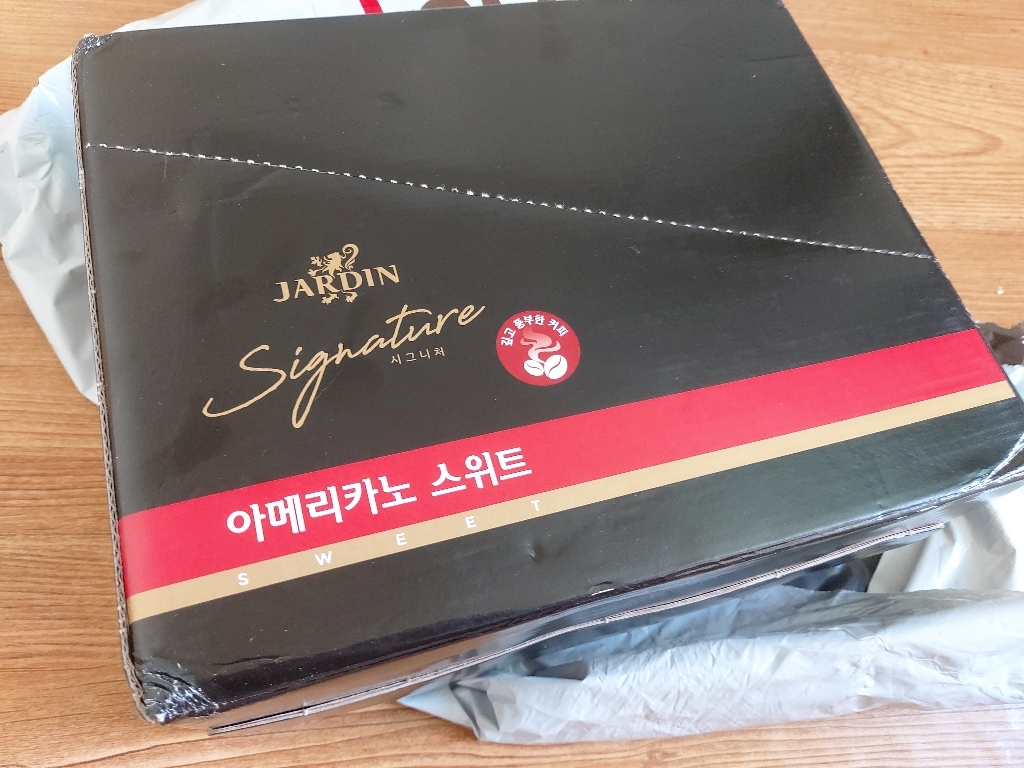 JARDIN
Signature
시그니처
깊고 풍부한 커피
아메리카노 스위트
SWEET